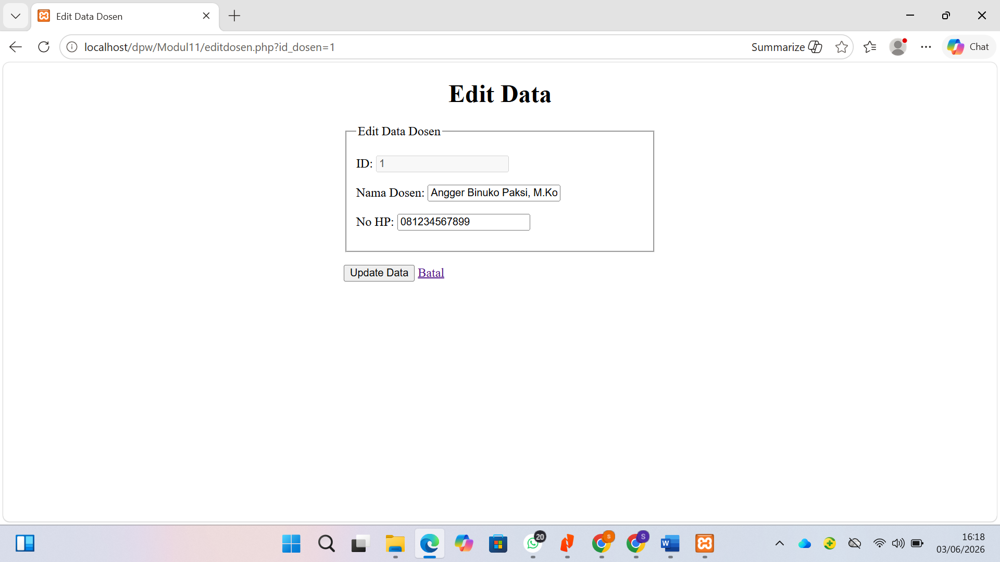 Edit Data Dosen
localhost/dpw/Modul11/editdosen.php?id_dosen=1
Summarize
Chat
Edit Data
Edit Data Dosen
ID: 1
Nama Dosen: Angger Binuko Paksi, M.Ko
No HP: 081234567899
Update Data Batal
20
S
S
W
16:18
03/06/2026